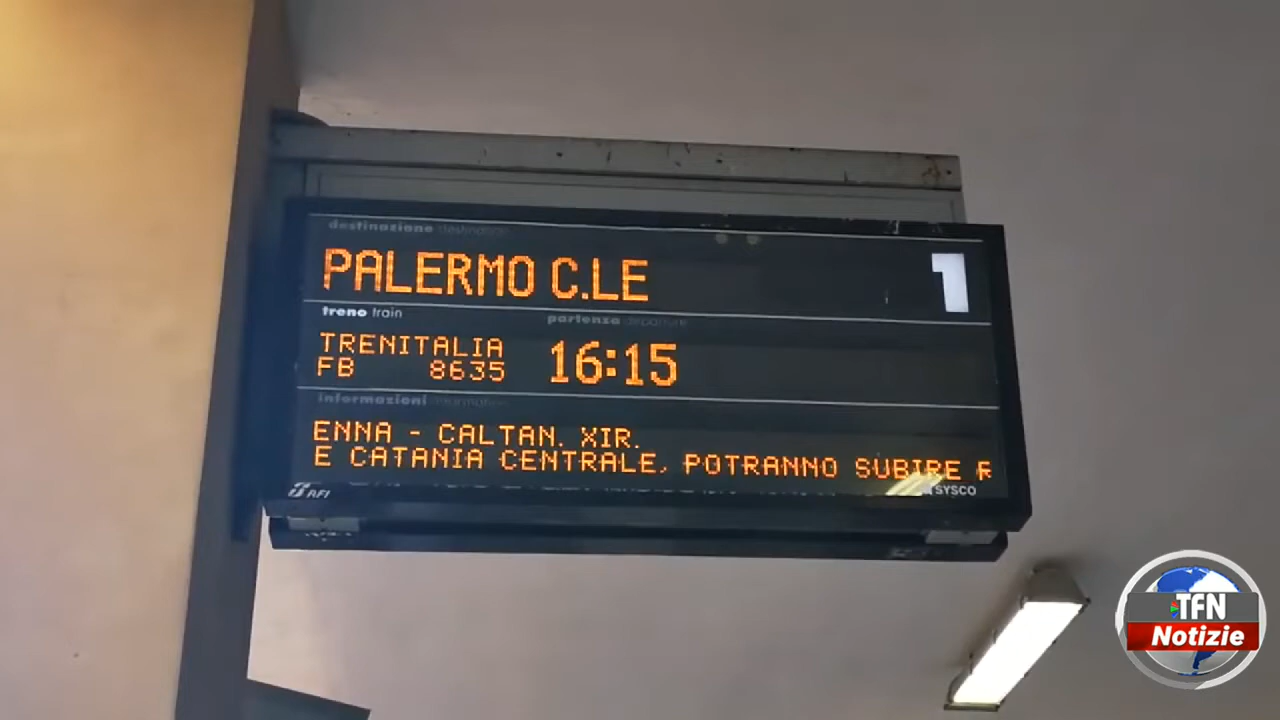 destinazione destination
PALERMO C.LE
1
treno train
partenza departure
TRENITALIA
FB 8635
16:15
informazioni information
ENNA - CALTAN. XIR.
E CATANIA CENTRALE, POTRANNO SUBIRE R
RFI
SYSCO
TFN
Notizie